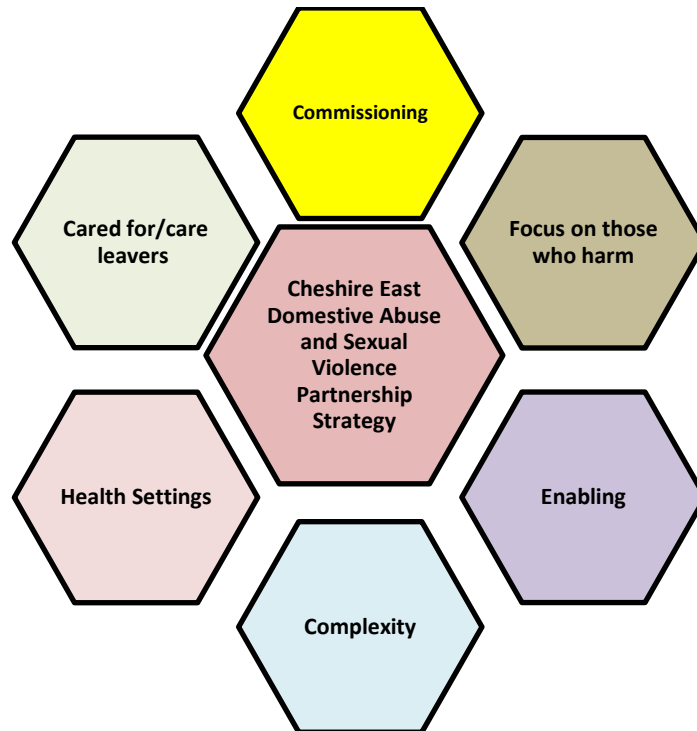 Commissioning
Cared for/care
leavers
Focus on those
who harm
Cheshire East
Domestive Abuse
and Sexual
Violence
Partnership
Strategy
Health Settings
Enabling
Complexity